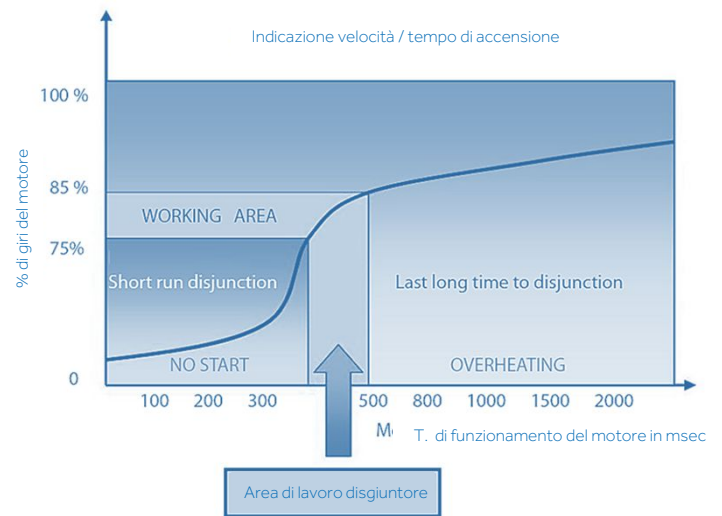 Indicazione velocità / tempo di accensione
100 %
% di giri del motore
85 %
WORKING AREA
75%
Short run disjunction
Last long time to disjunction
NO START
OVERHEATING
0
100 200 300 500 800 1000 1500 2000
T. di funzionamento del motore in msec
Area di lavoro disgiuntore